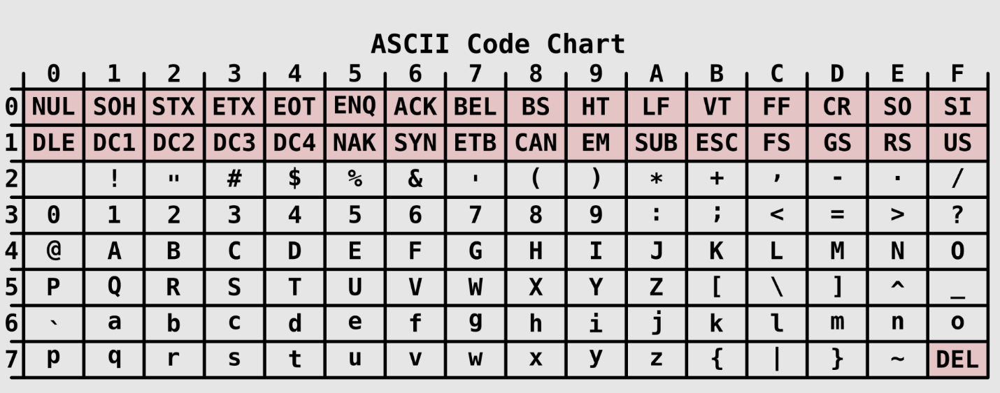 ASCII Code Chart
0 1 2 3 4 5 6 7 8 9 A B C D E F
0 NUL SOH STX ETX EOT ENQ ACK BEL BS HT LF VT FF CR SO SI
1 DLE DC1 DC2 DC3 DC4 NAK SYN ETB CAN EM SUB ESC FS GS RS US
2 ! " # $ % & ' ( ) * + , - . /
3 0 1 2 3 4 5 6 7 8 9 : ; < = > ?
4 @ A B C D E F G H I J K L M N O
5 P Q R S T U V W X Y Z [ \ ] ^ _
6 ` a b c d e f g h i j k l m n o
7 p q r s t u v w x y z { | } ~ DEL